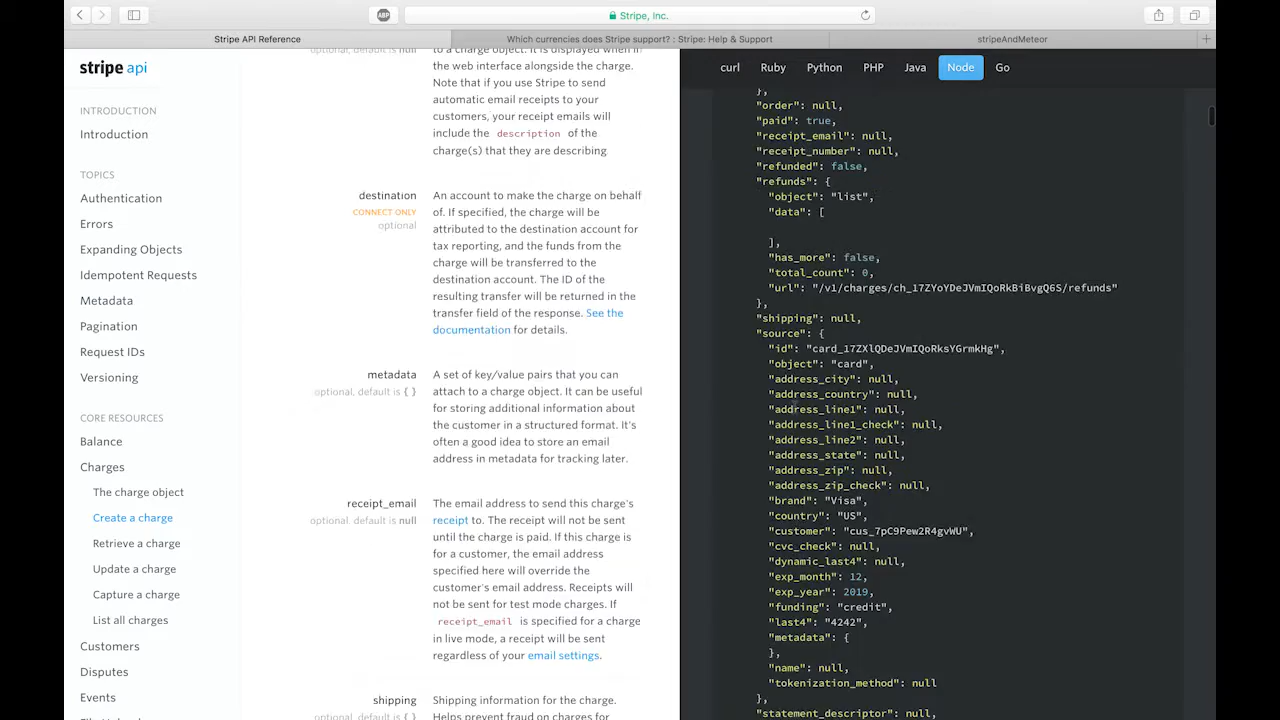 ABP
Stripe, Inc.
Stripe API Reference
Which currencies does Stripe support? : Stripe: Help & Support
stripeAndMeteor
stripe api
INTRODUCTION
Introduction
TOPICS
Authentication
Errors
Expanding Objects
Idempotent Requests
Metadata
Pagination
Request IDs
Versioning
CORE RESOURCES
Balance
Charges
The charge object
Create a charge
Retrieve a charge
Update a charge
Capture a charge
List all charges
Customers
Disputes
Events
optional, default is null
to a charge object. It is displayed when in
the web interface alongside the charge.
Note that if you use Stripe to send
automatic email receipts to your
customers, your receipt emails will
include the description of the
charge(s) that they are describing
destination
CONNECT ONLY
optional
An account to make the charge on behalf
of. If specified, the charge will be
attributed to the destination account for
tax reporting, and the funds from the
charge will be transferred to the
destination account. The ID of the
resulting transfer will be returned in the
transfer field of the response. See the
documentation for details.
metadata
optional, default is { }
A set of key/value pairs that you can
attach to a charge object. It can be useful
for storing additional information about
the customer in a structured format. It's
often a good idea to store an email
address in metadata for tracking later.
receipt_email
optional, default is null
The email address to send this charge's
receipt to. The receipt will not be sent
until the charge is paid. If this charge is
for a customer, the email address
specified here will override the
customer's email address. Receipts will
not be sent for test mode charges. If
receipt_email is specified for a charge
in live mode, a receipt will be sent
regardless of your email settings.
shipping
optional, default is { }
Shipping information for the charge.
Helps prevent fraud on charges for
curl Ruby Python PHP Java Node Go
},
"order": null,
"paid": true,
"receipt_email": null,
"receipt_number": null,
"refunded": false,
"refunds": {
"object": "list",
"data": [
],
"has_more": false,
"total_count": 0,
"url": "/v1/charges/ch_17ZYoYDeJVmIQoRkBiBvgQ6S/refunds"
},
"shipping": null,
"source": {
"id": "card_17ZXlQDeJVmIQoRksYGrmkHg",
"object": "card",
"address_city": null,
"address_country": null,
"address_line1": null,
"address_line1_check": null,
"address_line2": null,
"address_state": null,
"address_zip": null,
"address_zip_check": null,
"brand": "Visa",
"country": "US",
"customer": "cus_7pC9Pew2R4gvWU",
"cvc_check": null,
"dynamic_last4": null,
"exp_month": 12,
"exp_year": 2019,
"funding": "credit",
"last4": "4242",
"metadata": {
},
"name": null,
"tokenization_method": null
},
"statement_descriptor": null,